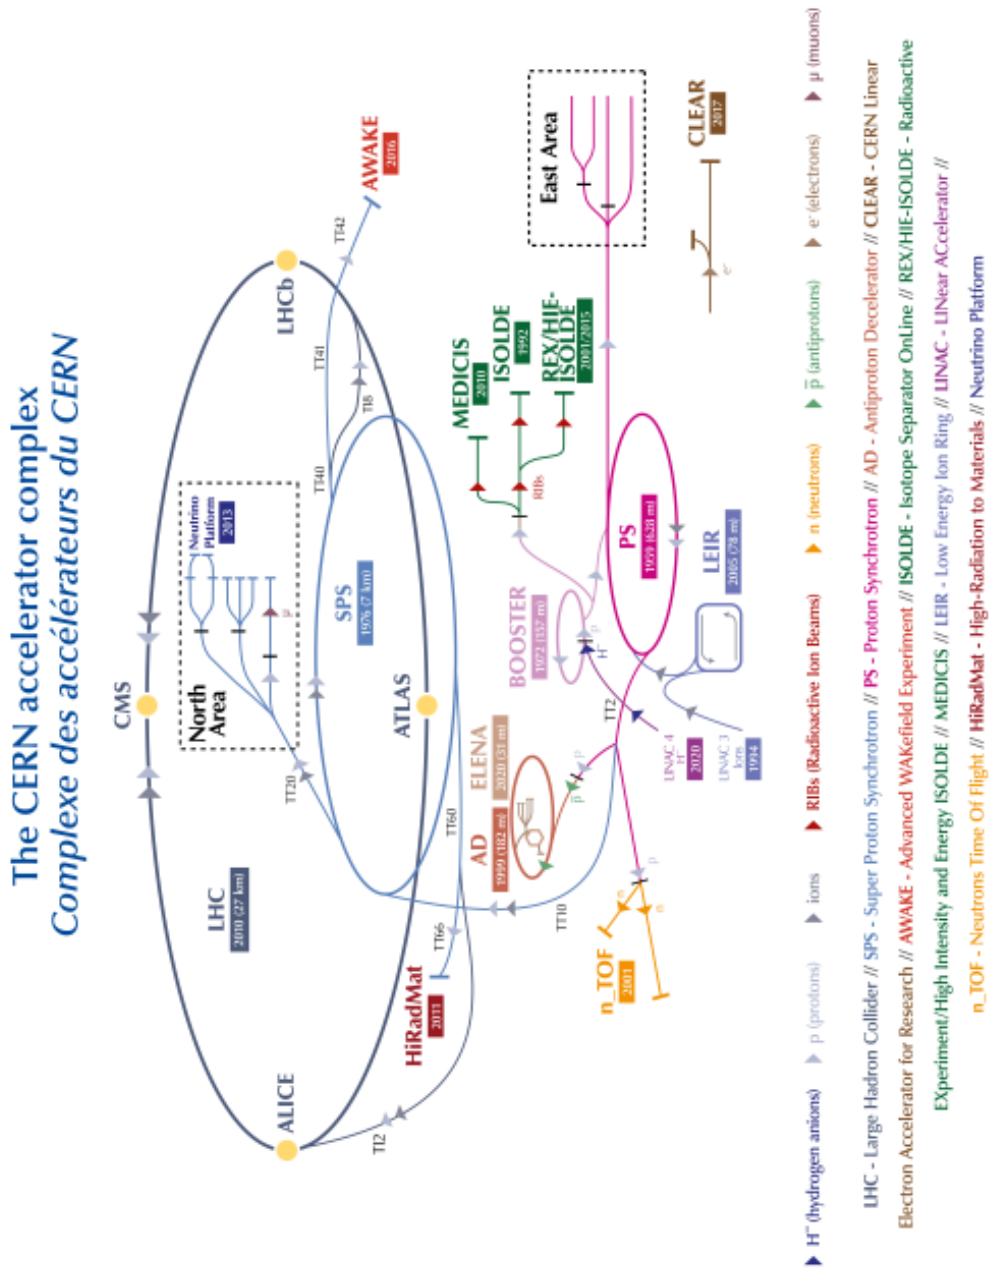 The CERN accelerator complex
Complexe des accélérateurs du CERN
CMS
LHC
2010 (27 km)
North
Area
Neutrino
Platform
2013
μ
ALICE
LHCb
TT20
SPS
1976 (7 km)
TT40
TT41
TT42
TI8
AWAKE
2016
ATLAS
TI2
TT66
TT60
HiRadMat
2011
AD
1999 (182 m)
ELENA
2020 (31 m)
TT10
p̄
p
BOOSTER
1972 (157 m)
p
H⁻
MEDICIS
2010
ISOLDE
1992
REX/HIE-
ISOLDE
2001/2015
RIBs
East Area
n_TOF
2001
n
n
p
TT2
LINAC 4
H⁻
2020
LINAC 3
Ions
1994
PS
1959 (628 m)
LEIR
2005 (78 m)
CLEAR
2017
e⁻
H⁻ (hydrogen anions) p (protons) ions RIBs (Radioactive Ion Beams) n (neutrons) p̄ (antiprotons) e⁻ (electrons) μ (muons)
LHC - Large Hadron Collider // SPS - Super Proton Synchrotron // PS - Proton Synchrotron // AD - Antiproton Decelerator // CLEAR - CERN Linear
Electron Accelerator for Research // AWAKE - Advanced WAKefield Experiment // ISOLDE - Isotope Separator OnLine // REX/HIE-ISOLDE - Radioactive
EXperiment/High Intensity and Energy ISOLDE // MEDICIS // LEIR - Low Energy Ion Ring // LINAC - LINear ACcelerator //
n_TOF - Neutrons Time Of Flight // HiRadMat - High-Radiation to Materials // Neutrino Platform